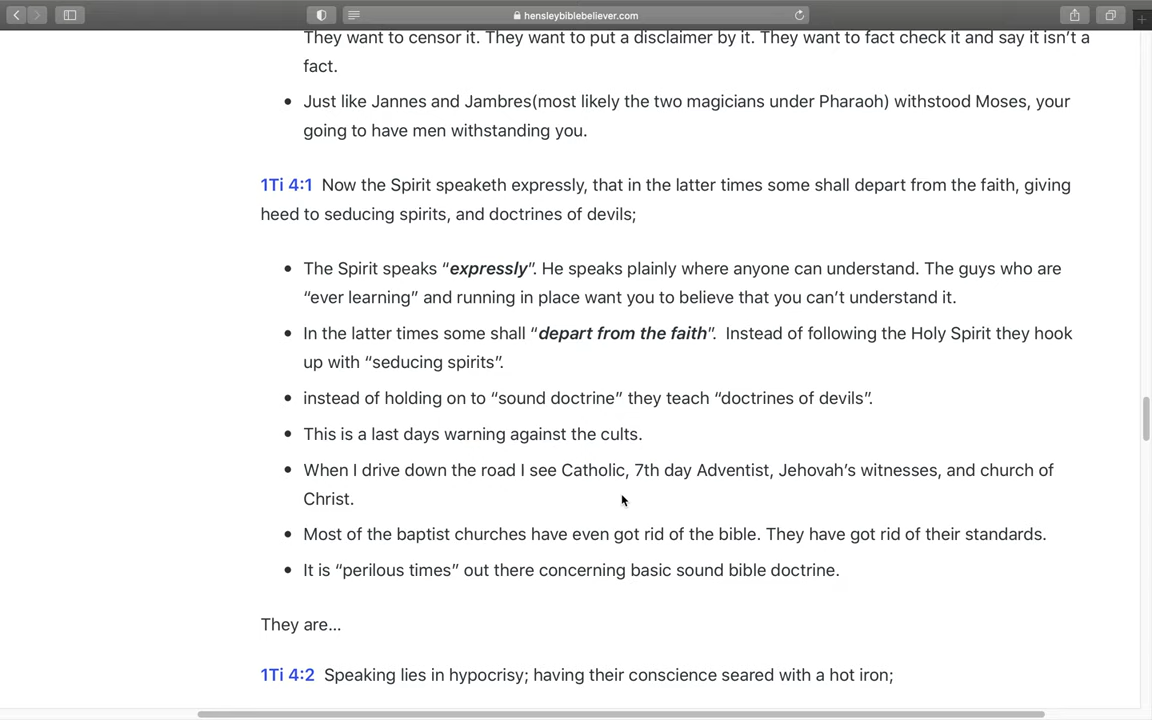 hensleybiblebeliever.com
They want to censor it. They want to put a disclaimer by it. They want to fact check it and say it isn't a
fact.
• Just like Jannes and Jambres(most likely the two magicians under Pharaoh) withstood Moses, your
going to have men withstanding you.
1Ti 4:1 Now the Spirit speaketh expressly, that in the latter times some shall depart from the faith, giving
heed to seducing spirits, and doctrines of devils;
• The Spirit speaks “expressly”. He speaks plainly where anyone can understand. The guys who are
“ever learning” and running in place want you to believe that you can’t understand it.
• In the latter times some shall “depart from the faith”.  Instead of following the Holy Spirit they hook
up with “seducing spirits”.
• instead of holding on to “sound doctrine” they teach “doctrines of devils”.
• This is a last days warning against the cults.
• When I drive down the road I see Catholic, 7th day Adventist, Jehovah’s witnesses, and church of
Christ.
• Most of the baptist churches have even got rid of the bible. They have got rid of their standards.
• It is “perilous times” out there concerning basic sound bible doctrine.
They are…
1Ti 4:2 Speaking lies in hypocrisy; having their conscience seared with a hot iron;